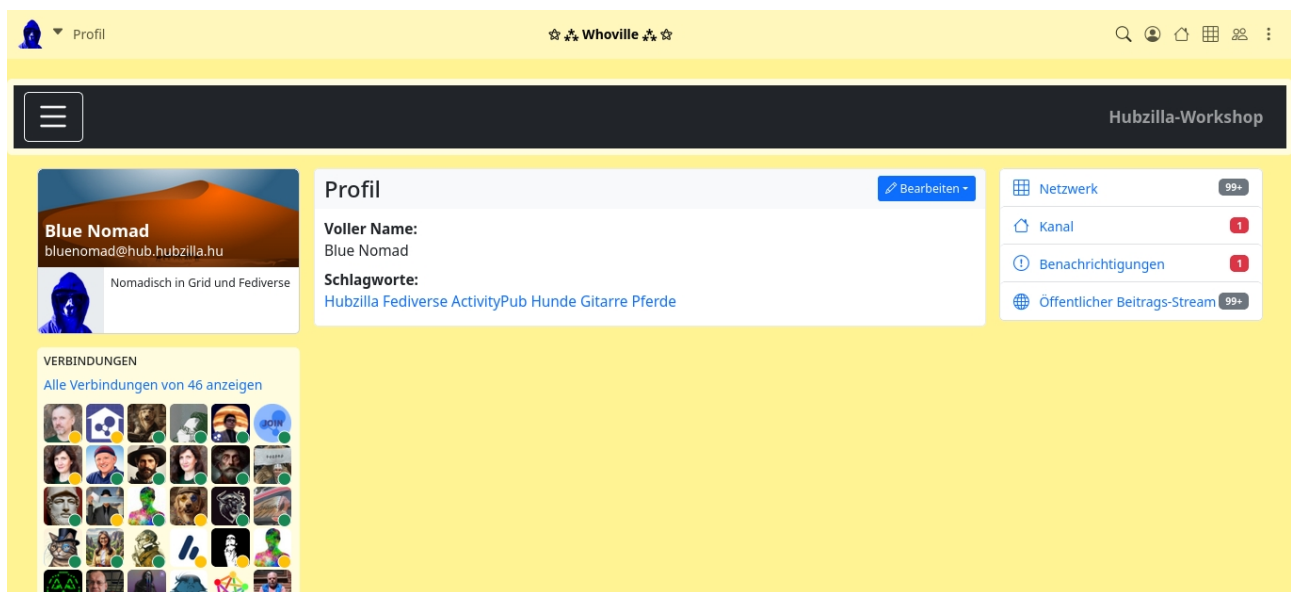 Profil
✩ ⁂ Whoville ⁂ ✩
Hubzilla-Workshop
Blue Nomad
bluenomad@hub.hubzilla.hu
Nomadisch in Grid und Fediverse
VERBINDUNGEN
Alle Verbindungen von 46 anzeigen
JOIN
Profil
Bearbeiten
Voller Name:
Blue Nomad
Schlagworte:
Hubzilla Fediverse ActivityPub Hunde Gitarre Pferde
Netzwerk 99+
Kanal 1
Benachrichtigungen 1
Öffentlicher Beitrags-Stream 99+